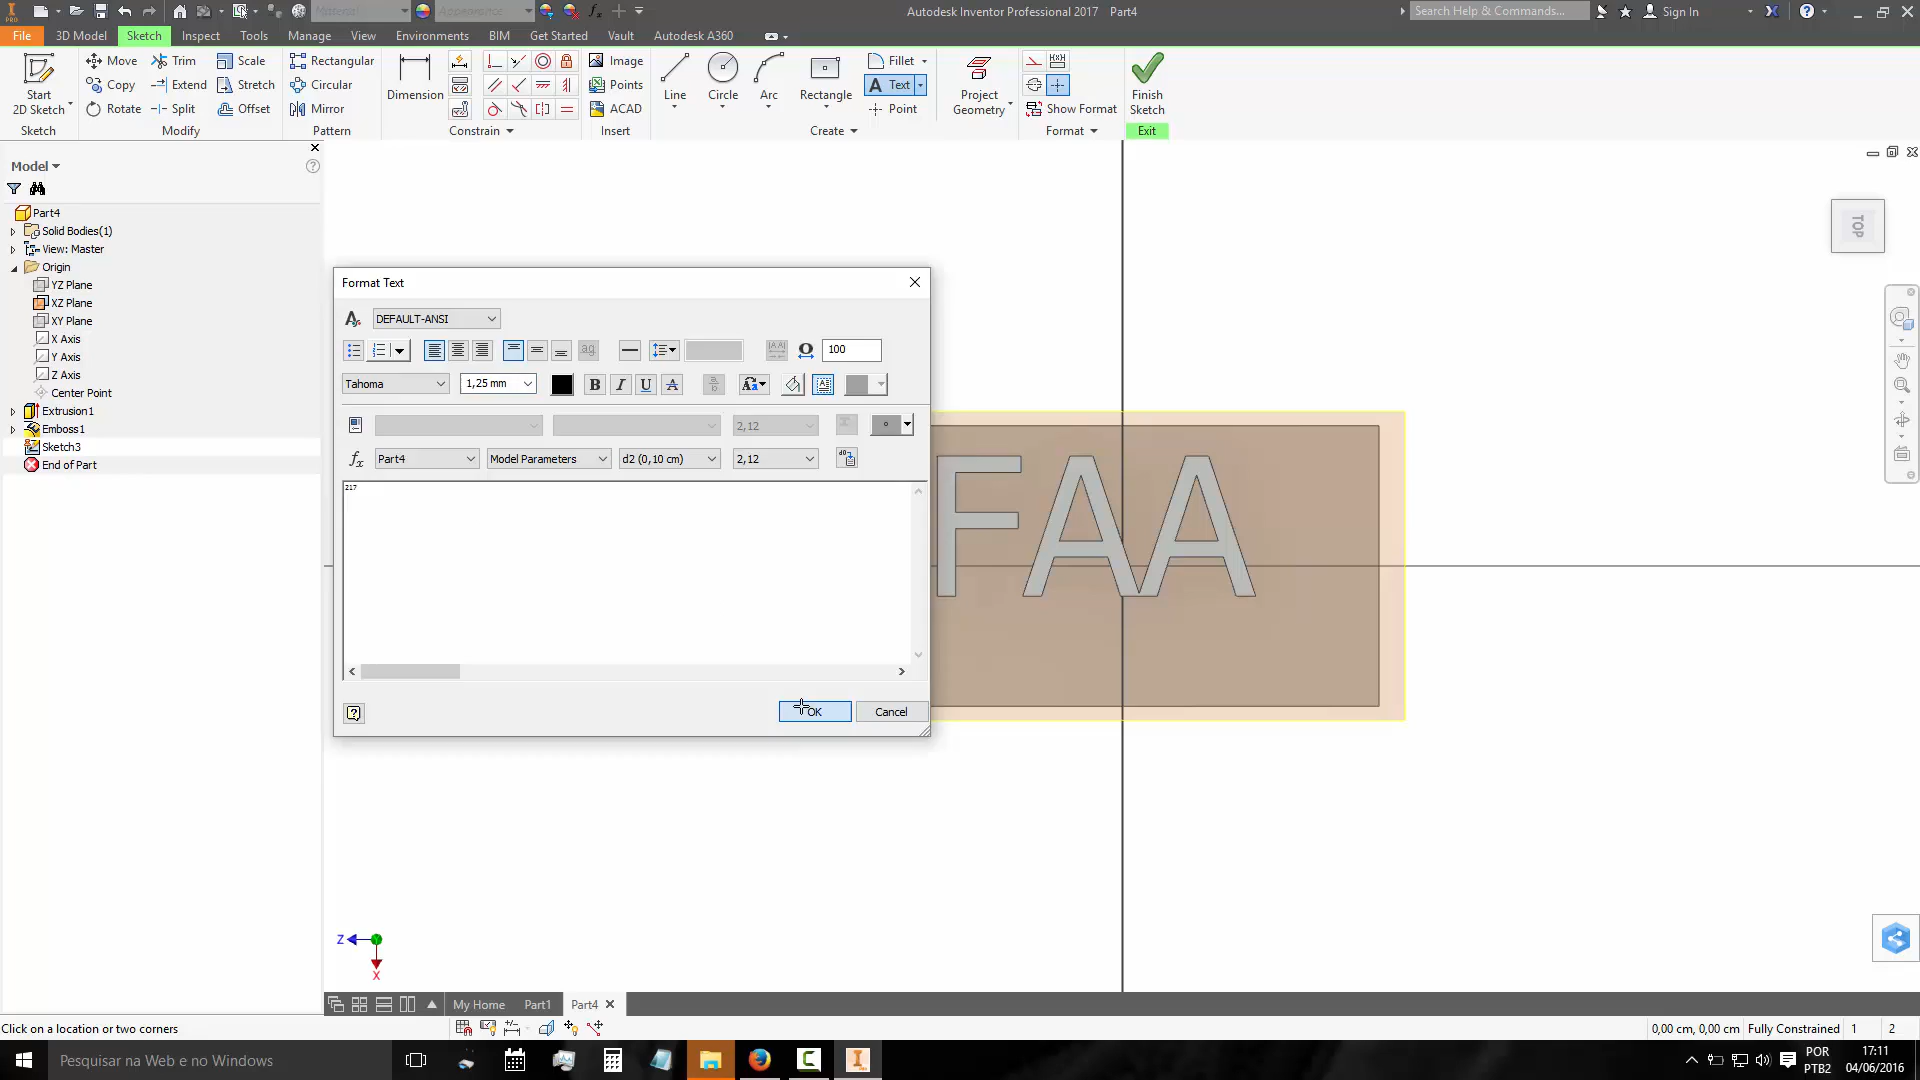 Material
Appearance
Autodesk Inventor Professional 2017 Part4
Search Help & Commands...
Sign In
File 3D Model Sketch Inspect Tools Manage View Environments BIM Get Started Vault Autodesk A360
Start 2D Sketch
Move Trim Scale
Copy Extend Stretch
Rotate Split Offset
Rectangular
Circular
Mirror
Dimension
Image
Points
ACAD
Line Circle Arc Rectangle
Fillet
A Text
Point
Project Geometry
Show Format
Finish Sketch
Sketch Modify Pattern Constrain Insert Create Format Exit
Model
Part4
Solid Bodies(1)
View: Master
Origin
YZ Plane
XZ Plane
XY Plane
X Axis
Y Axis
Z Axis
Center Point
Extrusion1
Emboss1
Sketch3
End of Part
Format Text
DEFAULT-ANSI
100
Tahoma 1,25 mm B I U A Aa
2,12
fx Part4 Model Parameters d2 (0,10 cm) 2,12
217
OK Cancel
FAA
TOP
Z
X
My Home Part1 Part4
Click on a location or two corners
0,00 cm, 0,00 cm Fully Constrained 1 2
Pesquisar na Web e no Windows
POR
PTB2
17:11
04/06/2016